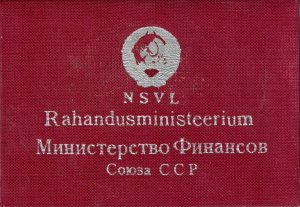 NSVL
Rahandusministeerium
Министерство Финансов
Союза ССР